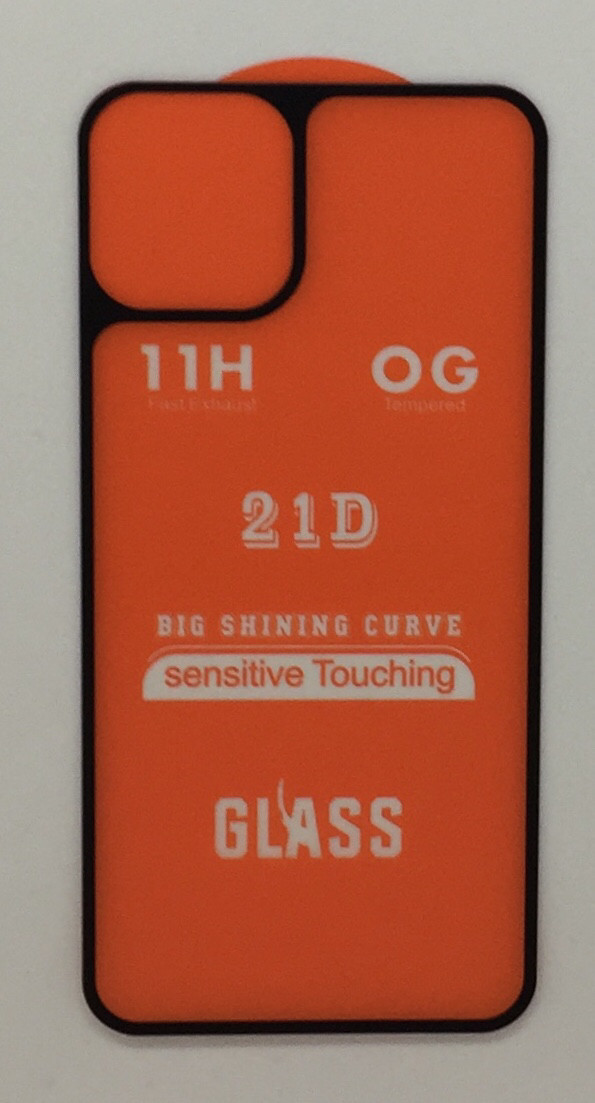 11H OG
Fast Exhaust Tempered
21D
BIG SHINING CURVE
sensitive Touching
GLASS